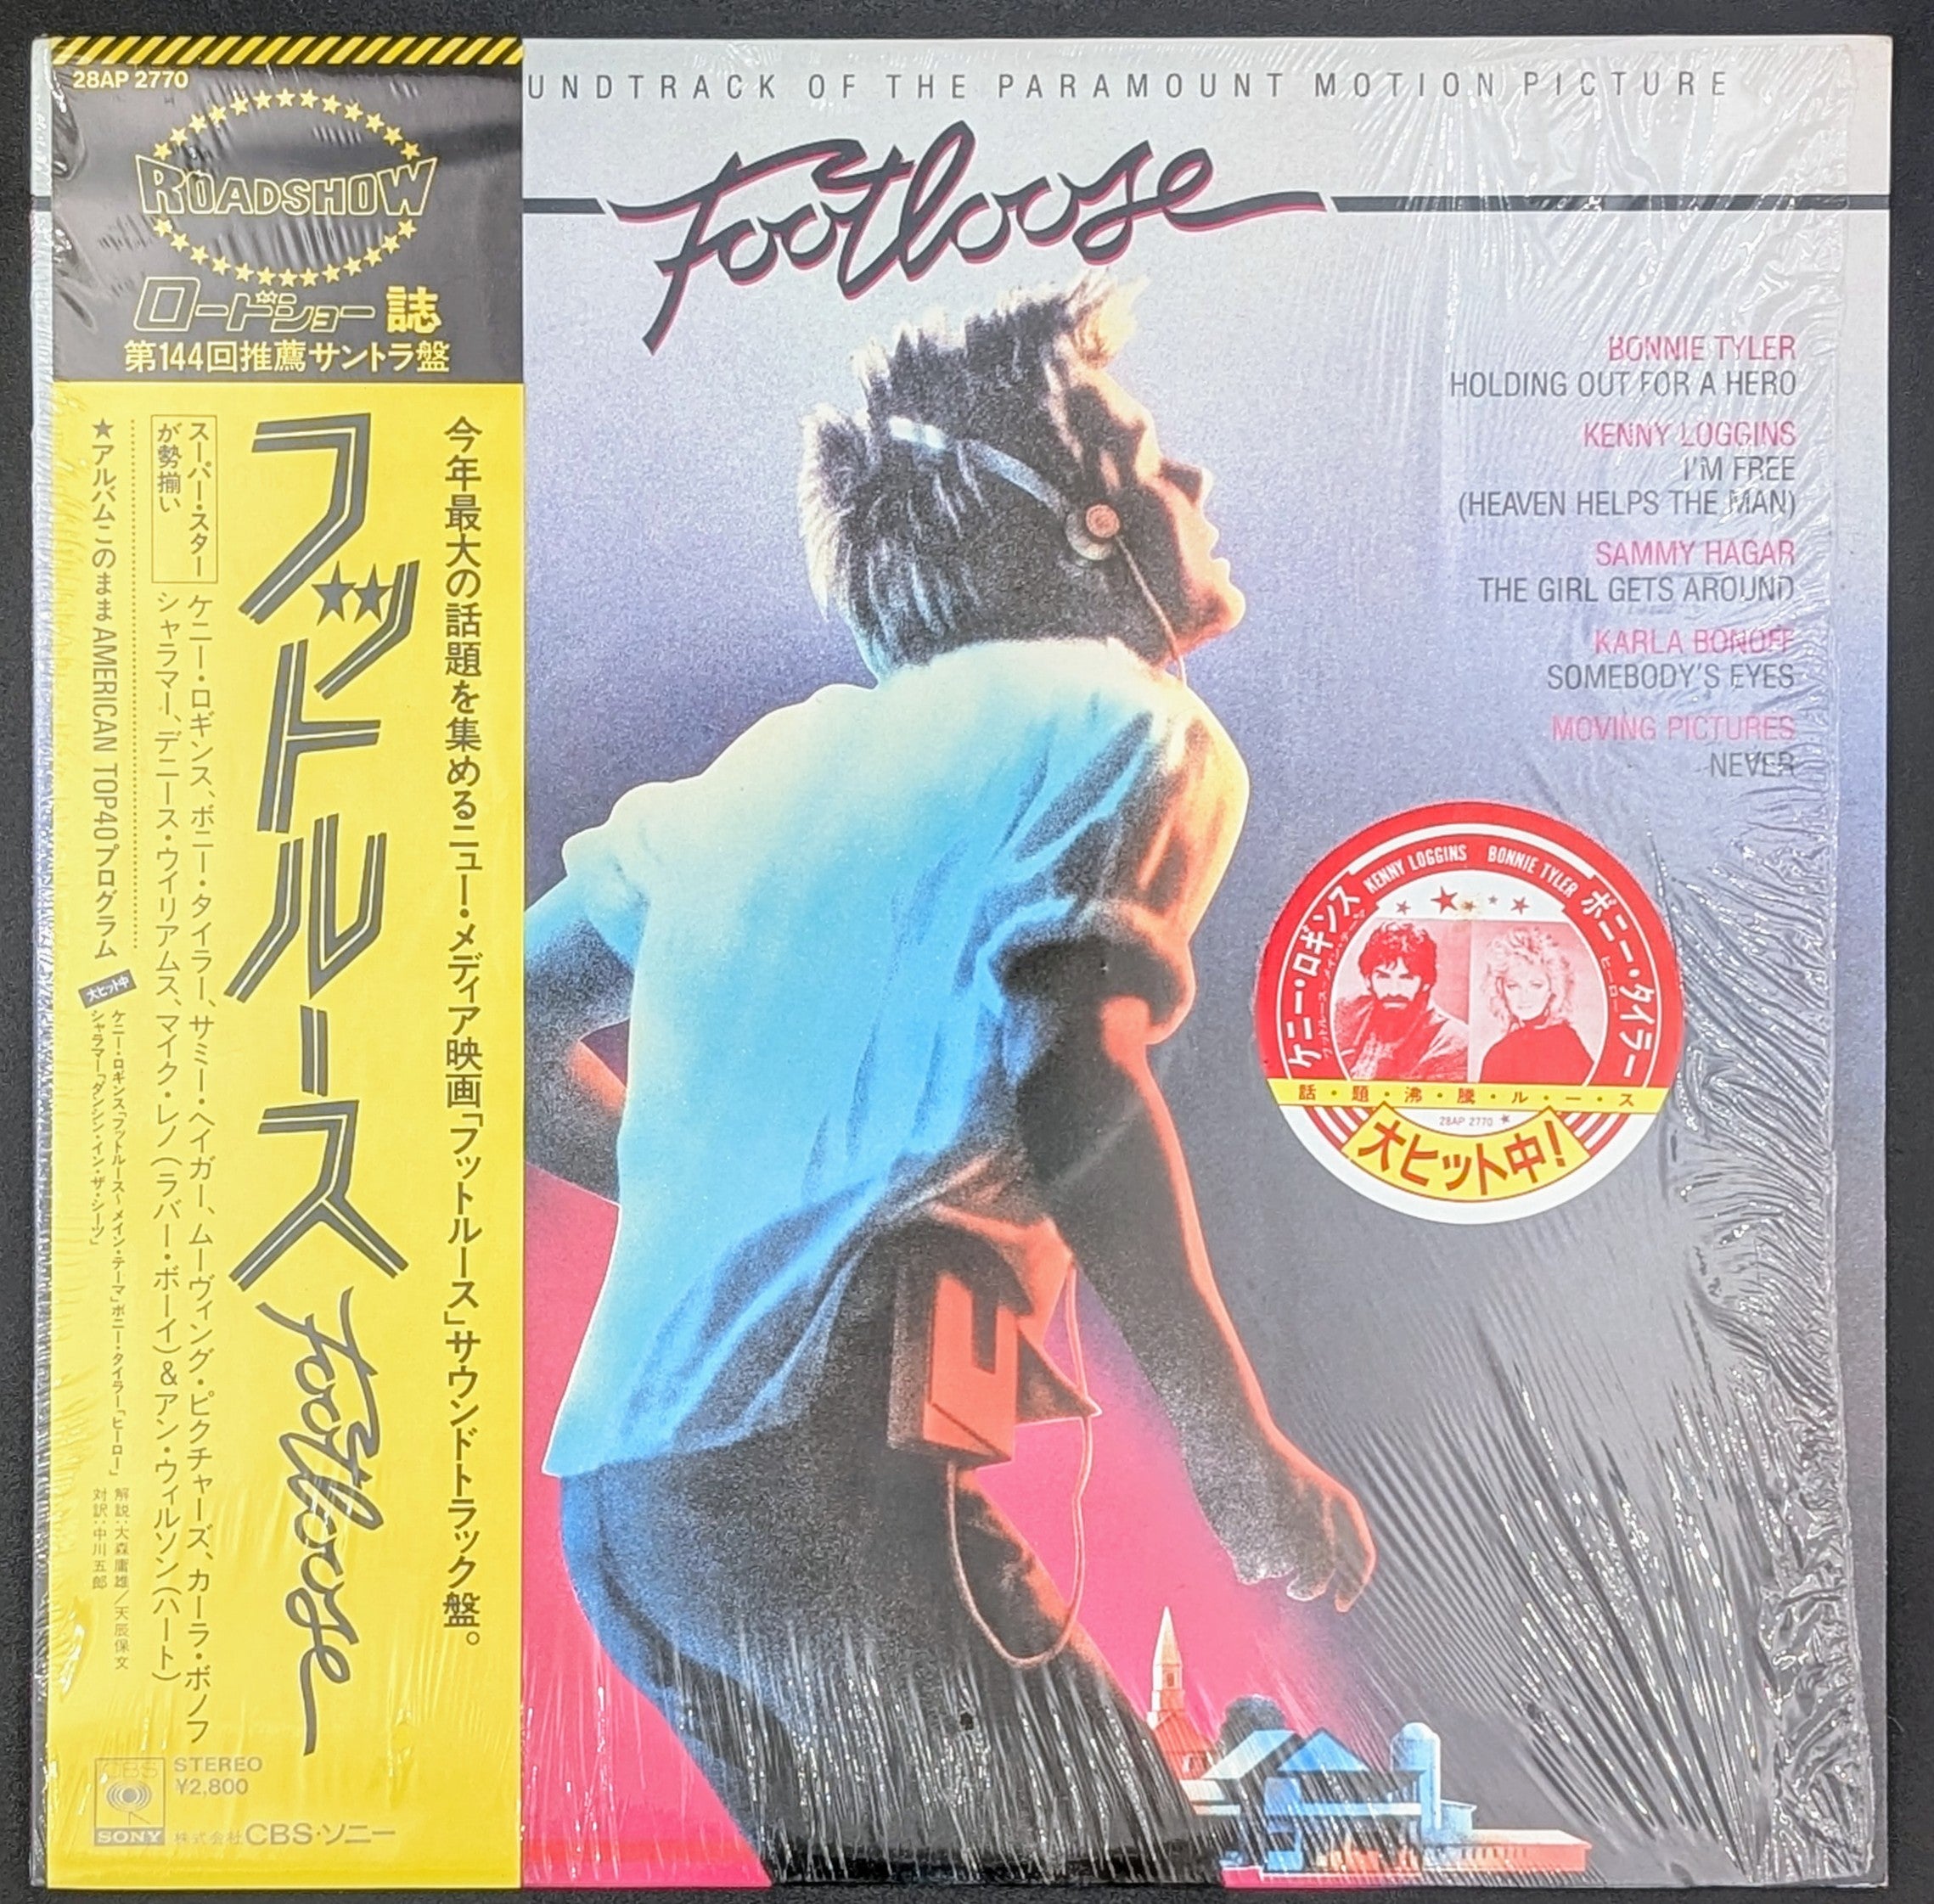 28AP 2770
ROADSHOW
ロードショー 誌
第144回推薦サントラ盤
今年最大の話題を集めるニュー・メディア映画「フットルース」サウンドトラック盤。
フットルース
Footloose
スーパー・スター
が勢揃い
ケニー・ロギンス、ボニー・タイラー、サミー・ヘイガー、ムーヴィング・ピクチャーズ、カーラ・ボノフ
シャラマー、デニース・ウイリアムス、マイク・レノ(ラバー・ボーイ)&アン・ウィルソン(ハート)
★アルバムこのままAMERICAN TOP40プログラム
大ヒット中
ケニー・ロギンス「フットルース〜メイン・テーマ」ボニー・タイラー「ヒーロー」
シャラマー「ダンシン・イン・ザ・シーツ」
解説:大森庸雄/天辰保文
対訳:中川五郎
CBS
SONY
STEREO
¥2,800
株式会社CBS・ソニー
UNDTRACK OF THE PARAMOUNT MOTION PICTURE
Footloose
BONNIE TYLER
HOLDING OUT FOR A HERO
KENNY LOGGINS
I'M FREE
(HEAVEN HELPS THE MAN)
SAMMY HAGAR
THE GIRL GETS AROUND
KARLA BONOFF
SOMEBODY'S EYES
MOVING PICTURES
NEVER
KENNY LOGGINS BONNIE TYLER
ケニー・ロギンス
フットルース〜メイン・テーマ
ボニー・タイラー
ヒーロー
話・題・沸・騰・ル・ー・ス
28AP 2770
大ヒット中!